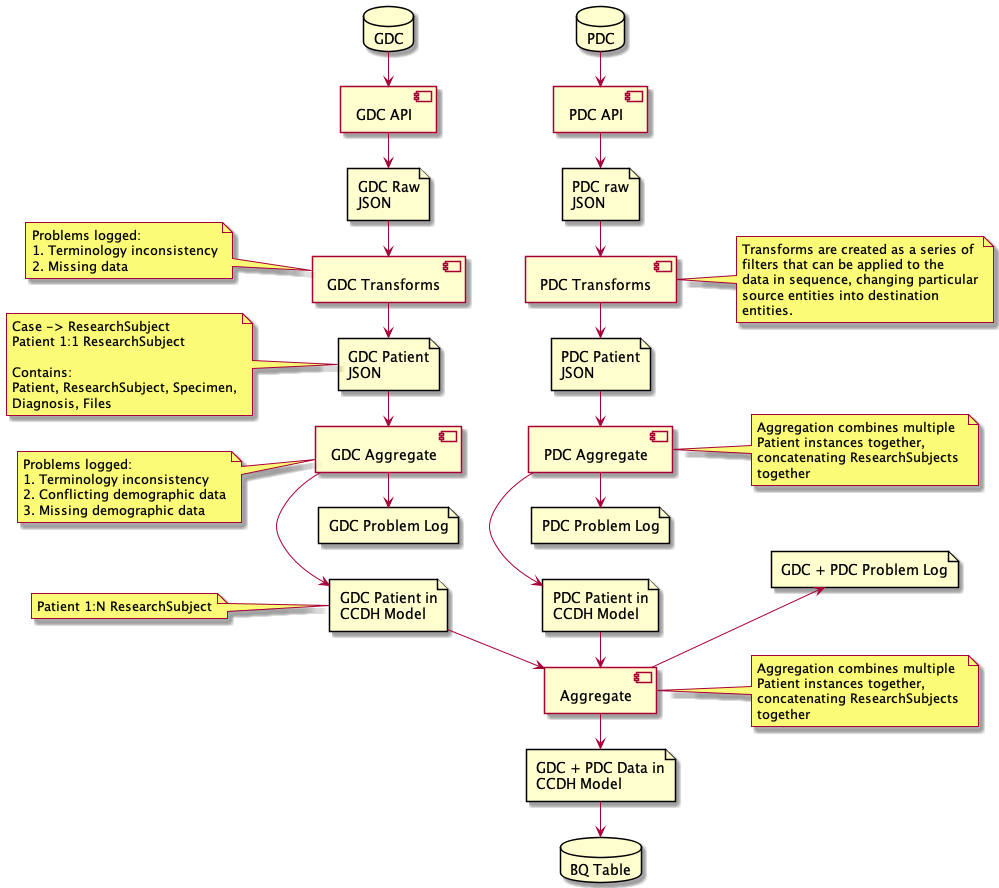 GDC
PDC
GDC API
PDC API
GDC Raw
JSON
PDC raw
JSON
Problems logged:
1. Terminology inconsistency
2. Missing data
GDC Transforms
PDC Transforms
Transforms are created as a series of
filters that can be applied to the
data in sequence, changing particular
source entities into destination
entities.
Case -> ResearchSubject
Patient 1:1 ResearchSubject
Contains:
Patient, ResearchSubject, Specimen,
Diagnosis, Files
GDC Patient
JSON
PDC Patient
JSON
Problems logged:
1. Terminology inconsistency
2. Conflicting demographic data
3. Missing demographic data
GDC Aggregate
PDC Aggregate
Aggregation combines multiple
Patient instances together,
concatenating ResearchSubjects
together
GDC Problem Log
PDC Problem Log
GDC + PDC Problem Log
Patient 1:N ResearchSubject
GDC Patient in
CCDH Model
PDC Patient in
CCDH Model
Aggregate
Aggregation combines multiple
Patient instances together,
concatenating ResearchSubjects
together
GDC + PDC Data in
CCDH Model
BQ Table